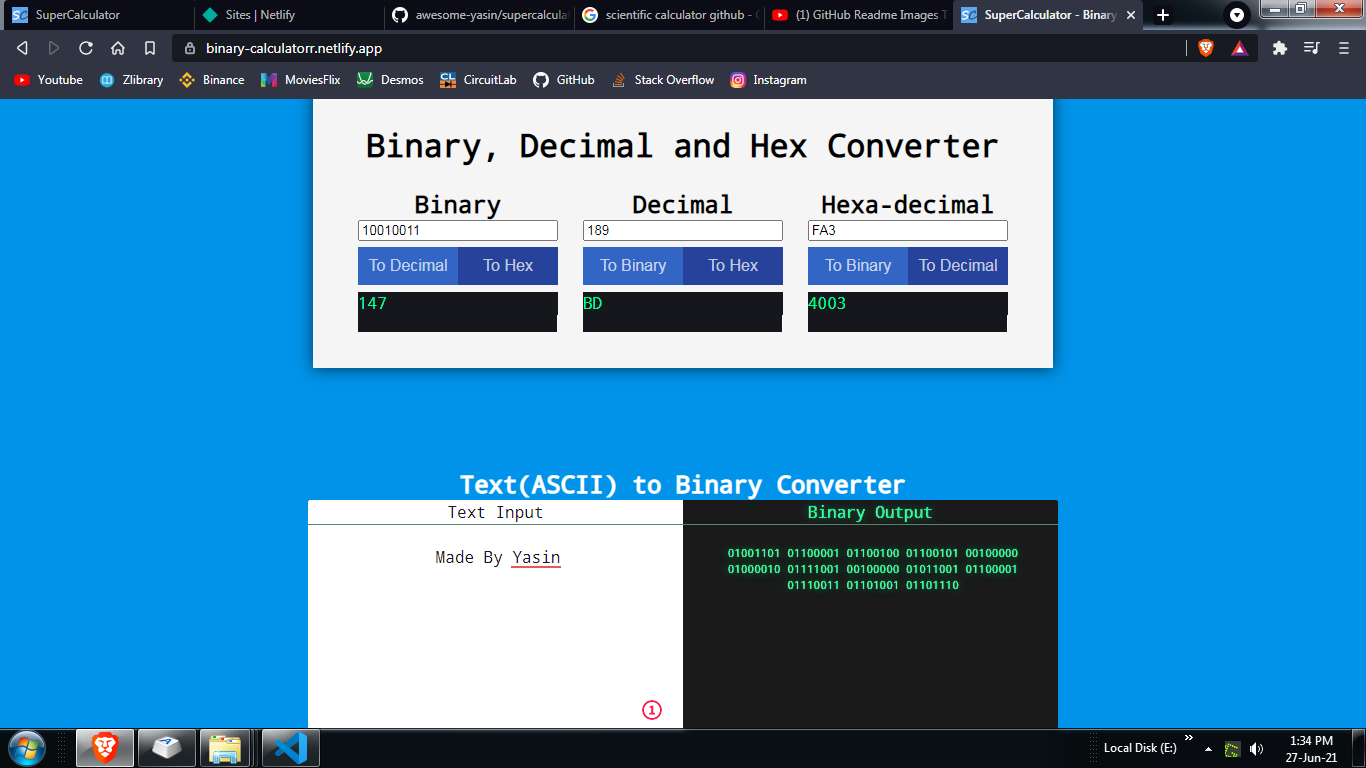 SuperCalculator
Sites | Netlify
awesome-yasin/supercalculat
scientific calculator github - G
(1) GitHub Readme Images T
SuperCalculator - Binary
binary-calculatorr.netlify.app
Youtube
Zlibrary
Binance
MoviesFlix
Desmos
CL
CircuitLab
GitHub
Stack Overflow
Instagram
Binary, Decimal and Hex Converter
Binary Decimal Hexa-decimal
10010011 189 FA3
To Decimal To Hex To Binary To Hex To Binary To Decimal
147 BD 4003
Text(ASCII) to Binary Converter
Text Input Binary Output
Made By Yasin
01001101 01100001 01100100 01100101 00100000
01000010 01111001 00100000 01011001 01100001
01110011 01101001 01101110
1
Local Disk (E:)
1:34 PM
27-Jun-21